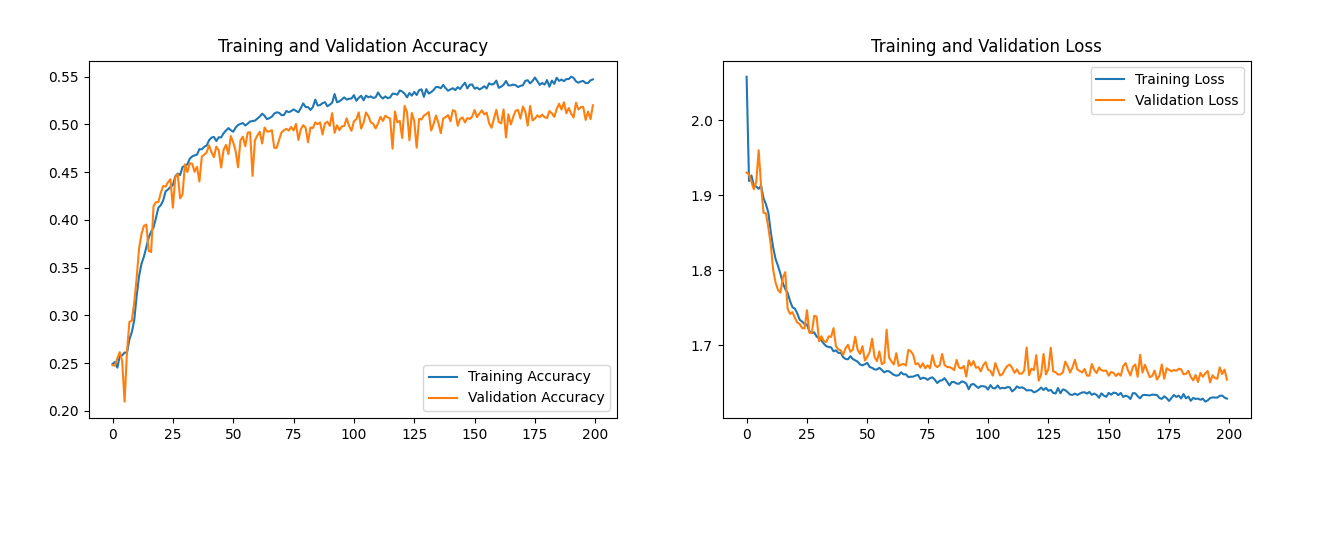 Training and Validation Accuracy
0.55
0.50
0.45
0.40
0.35
0.30
0.25
0.20
0 25 50 75 100 125 150 175 200
Training Accuracy
Validation Accuracy
Training and Validation Loss
2.0
1.9
1.8
1.7
0 25 50 75 100 125 150 175 200
Training Loss
Validation Loss